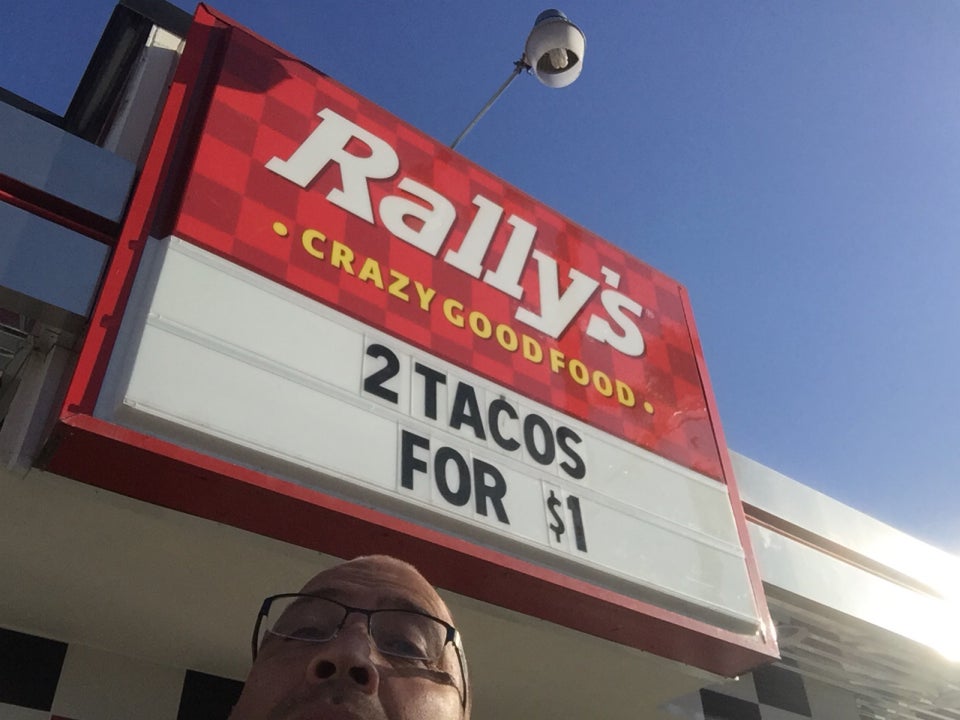 Rally's®
• CRAZY GOOD FOOD •
2 TACOS
FOR $1